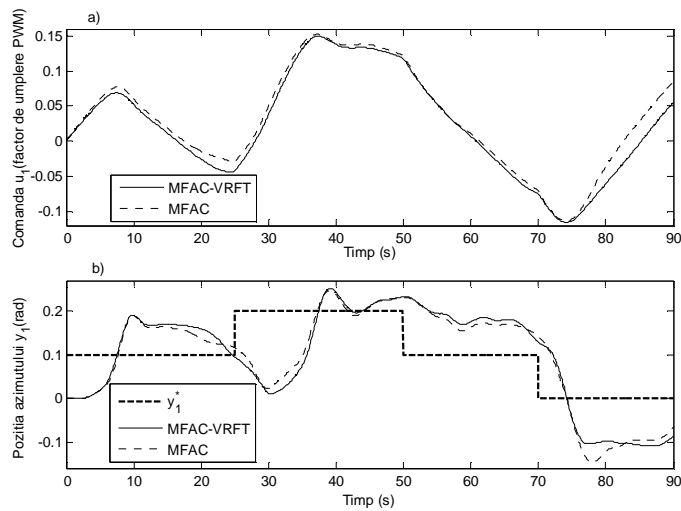 a)
Comanda u1(factor de umplere PWM)
0.15
0.1
0.05
0
-0.05
-0.1
MFAC-VRFT
MFAC
0 10 20 30 40 50 60 70 80 90
Timp (s)
b)
Pozitia azimutului y1(rad)
0.2
0.1
0
-0.1
y1*
MFAC-VRFT
MFAC
0 10 20 30 40 50 60 70 80 90
Timp (s)